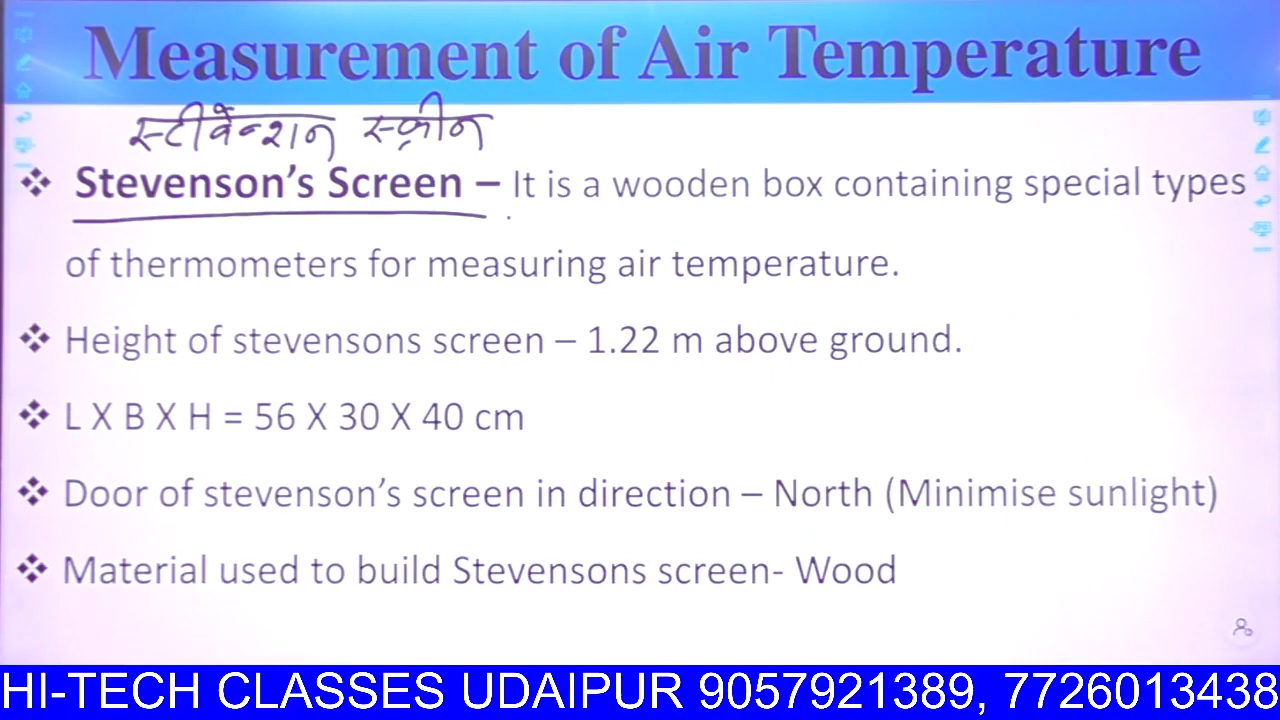 Measurement of Air Temperature
स्टीवेन्शन स्क्रीन
❖ Stevenson's Screen – It is a wooden box containing special types
of thermometers for measuring air temperature.
❖ Height of stevensons screen – 1.22 m above ground.
❖ L X B X H = 56 X 30 X 40 cm
❖ Door of stevenson's screen in direction – North (Minimise sunlight)
❖ Material used to build Stevensons screen- Wood
HI-TECH CLASSES UDAIPUR 9057921389, 7726013438